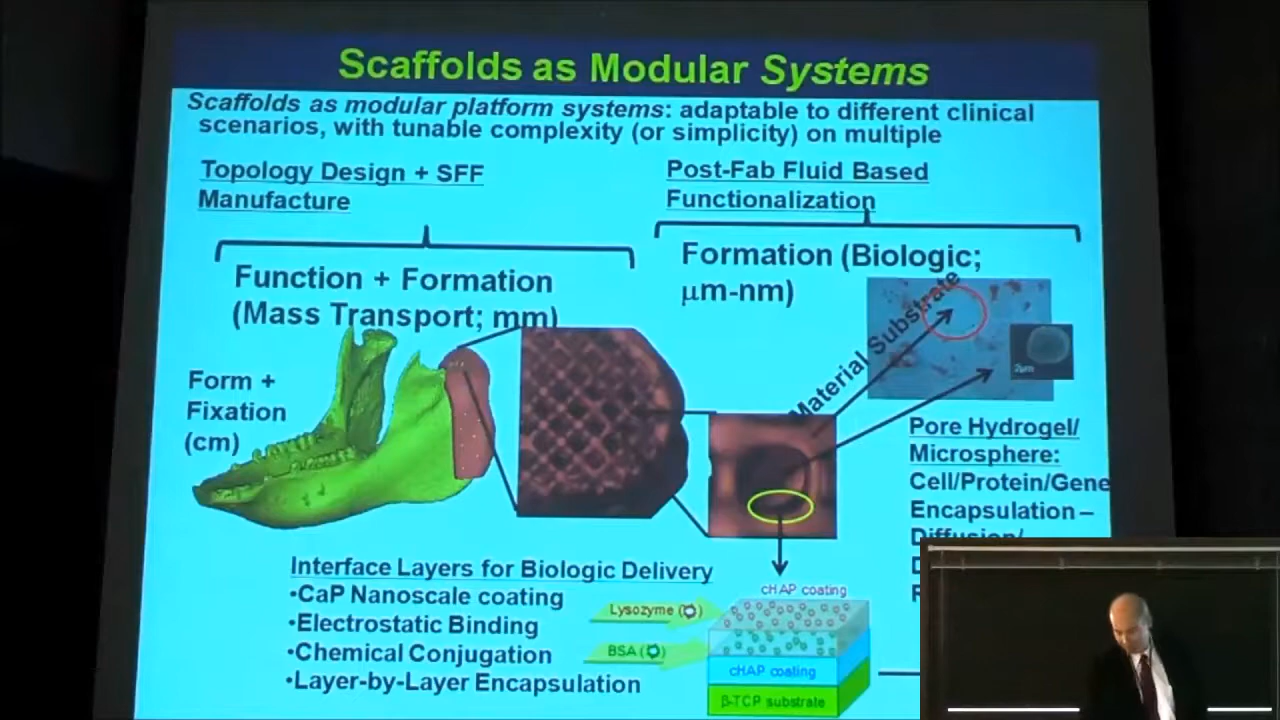 Scaffolds as Modular Systems
Scaffolds as modular platform systems: adaptable to different clinical
scenarios, with tunable complexity (or simplicity) on multiple
Topology Design + SFF
Manufacture
Post-Fab Fluid Based
Functionalization
Function + Formation
(Mass Transport; mm)
Formation (Biologic;
μm-nm)
Material Substrate
2μm
Form +
Fixation
(cm)
Pore Hydrogel/
Microsphere:
Cell/Protein/Gene
Encapsulation –
Diffusion/
Interface Layers for Biologic Delivery
•CaP Nanoscale coating
•Electrostatic Binding
•Chemical Conjugation
•Layer-by-Layer Encapsulation
cHAP coating
Lysozyme
BSA
cHAP coating
β-TCP substrate